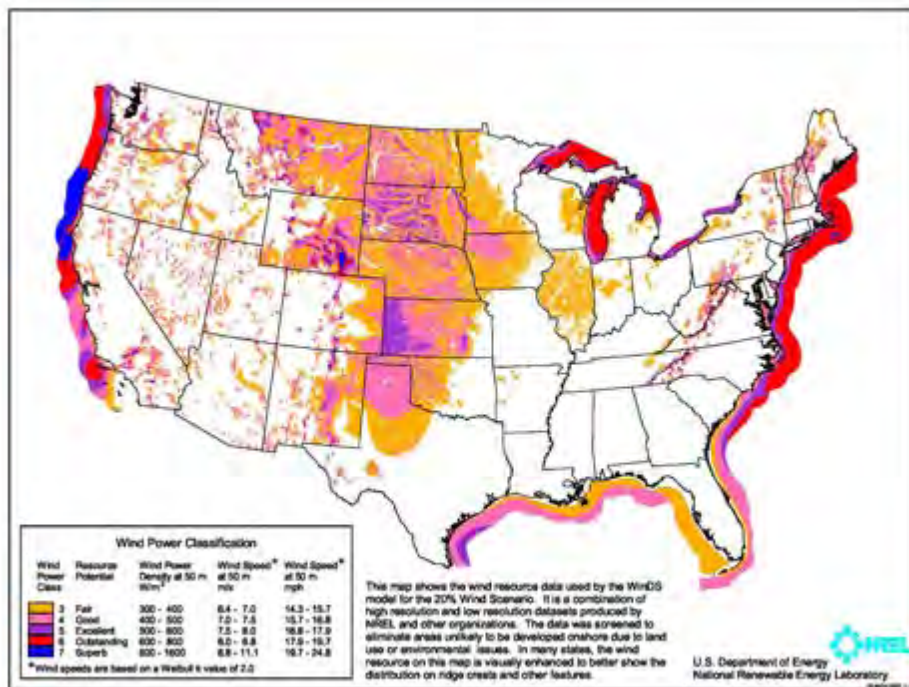 Wind Power Classification
Wind Power Class
Resource Potential
Wind Power Density at 50 m W/m²
Wind Speed* at 50 m m/s
Wind Speed* at 50 m mph
3 Fair 300 - 400 6.4 - 7.0 14.3 - 15.7
4 Good 400 - 500 7.0 - 7.5 15.7 - 16.8
5 Excellent 500 - 600 7.5 - 8.0 16.8 - 17.9
6 Outstanding 600 - 800
7 Superb 800 - 1600 8.8 - 11.1 19.7 - 24.8
*Wind speeds are based on a Weibull k value of 2.0
This map shows the wind resource data used by the WinDS
model for the 20% Wind Scenario. It is a combination of
high resolution and low resolution datasets produced by
NREL and other organizations. The data was screened to
eliminate areas unlikely to be developed onshore due to land
use or environmental issues. In many states, the wind
resource on this map is visually enhanced to better show the
distribution on ridge crests and other features.
NREL
U.S. Department of Energy
National Renewable Energy Laboratory